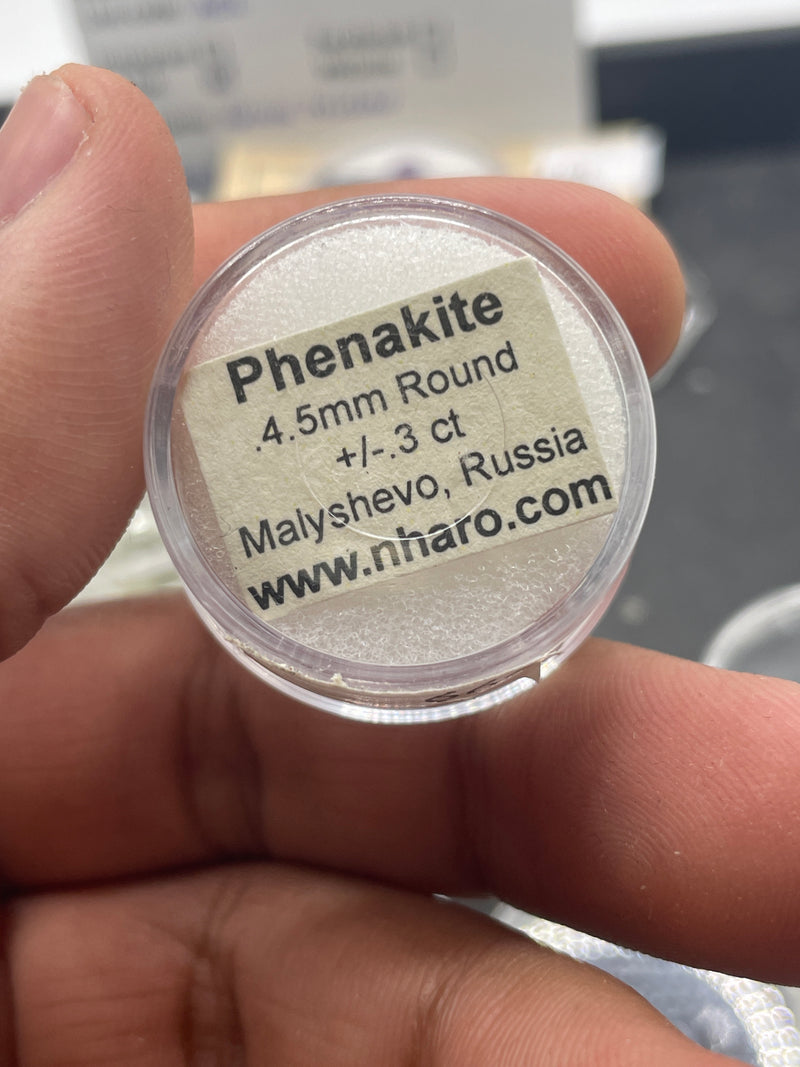 Phenakite
.4.5mm Round
+/-.3 ct
Malyshevo, Russia
www.nharo.com